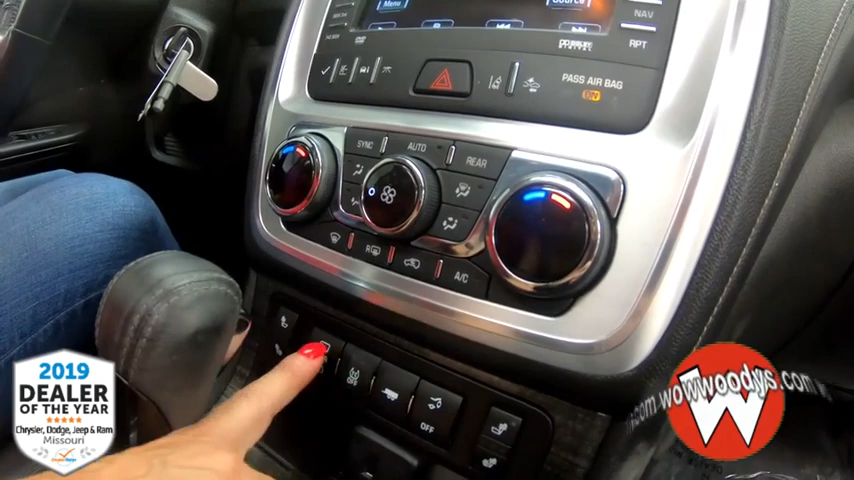 Menu
Source
NAV
RPT
PASS AIR BAG
ON
SYNC
AUTO
REAR
0
R
A/C
OFF
2019
DEALER
OF THE YEAR
Chrysler, Dodge, Jeep & Ram
Missouri
wowwoodys.com
W